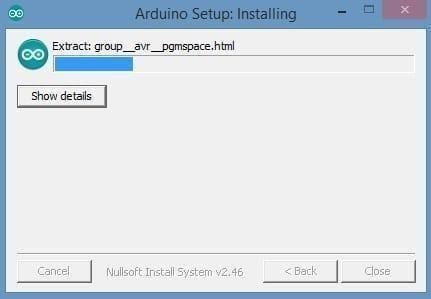 Arduino Setup: Installing
Extract: group__avr__pgmspace.html
Show details
Cancel Nullsoft Install System v2.46 < Back Close